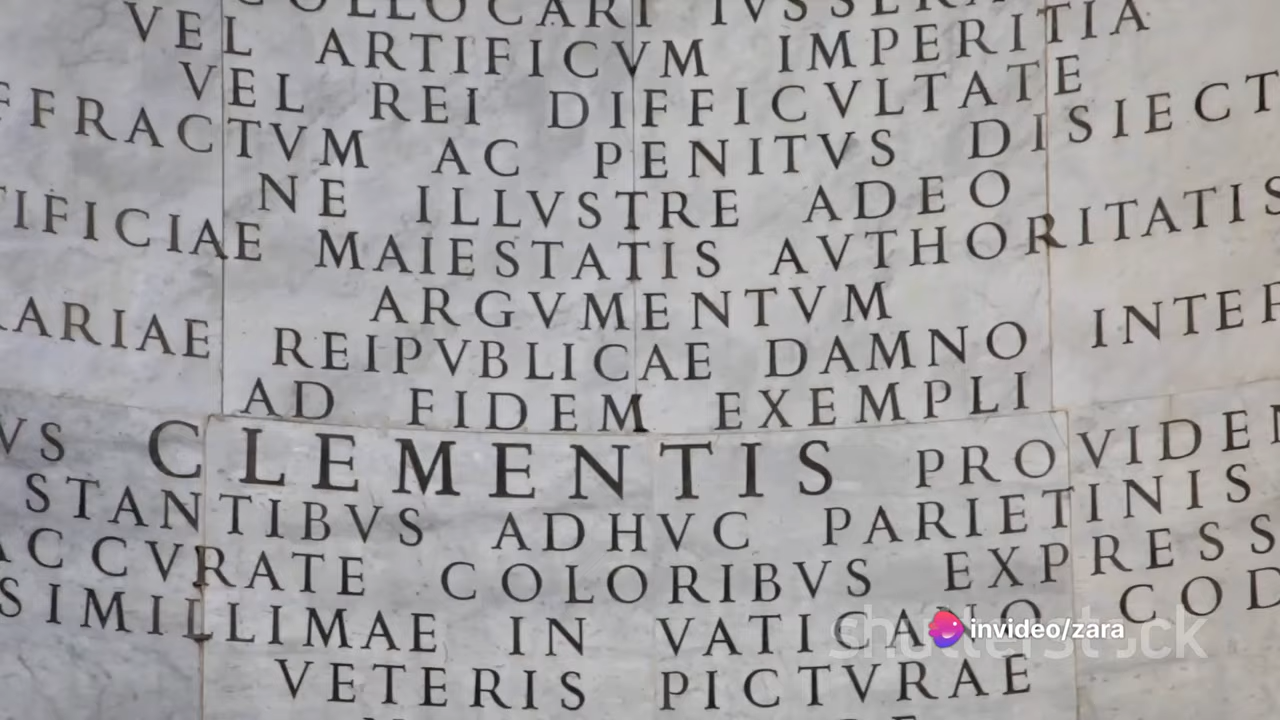 VEL ARTIFICVM IMPERITIA
VEL REI DIFFICVLTATE
FFRACTVM AC PENITVS DISIECT
NE ILLVSTRE ADEO
TIFICIAE MAIESTATIS AVTHORITATIS
ARGVMENTVM
RARIAE REIPVBLICAE DAMNO INTER
AD FIDEM EXEMPLI
VS CLEMENTIS PROVIDEN
STANTIBVS ADHVC PARIETINIS
ACCVRATE COLORIBVS EXPRESS
SIMILLIMAE IN VATICANO COD
VETERIS PICTVRAE
shutterstock
invideo/zara